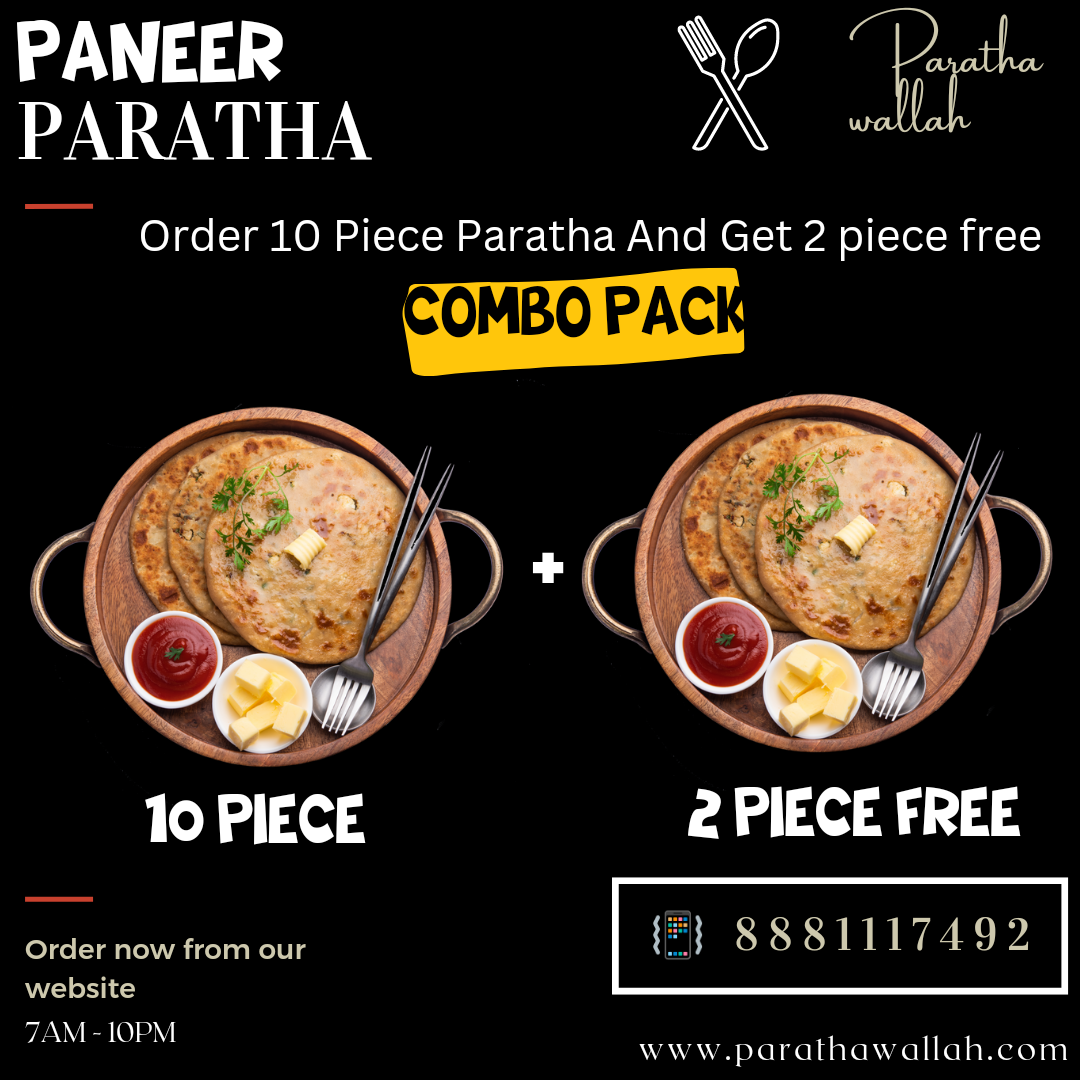 PANEER
PARATHA
Paratha
wallah
Order 10 Piece Paratha And Get 2 piece free
COMBO PACK
10 PIECE
2 PIECE FREE
Order now from our
website
7AM - 10PM
8881117492
www.parathawallah.com